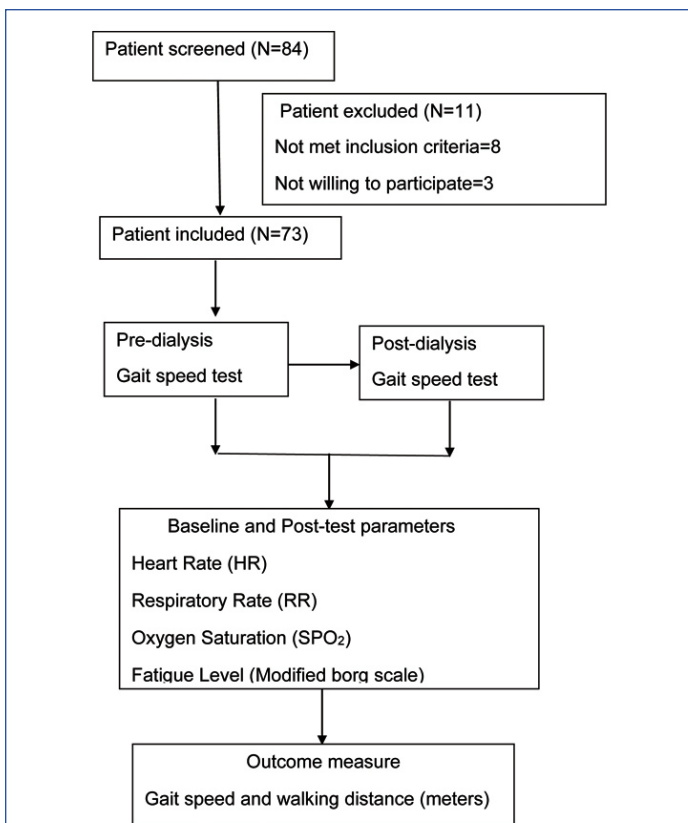 Patient screened (N=84)
Patient excluded (N=11)
Not met inclusion criteria=8
Not willing to participate=3
Patient included (N=73)
Pre-dialysis
Gait speed test
Post-dialysis
Gait speed test
Baseline and Post-test parameters
Heart Rate (HR)
Respiratory Rate (RR)
Oxygen Saturation (SPO₂)
Fatigue Level (Modified borg scale)
Outcome measure
Gait speed and walking distance (meters)